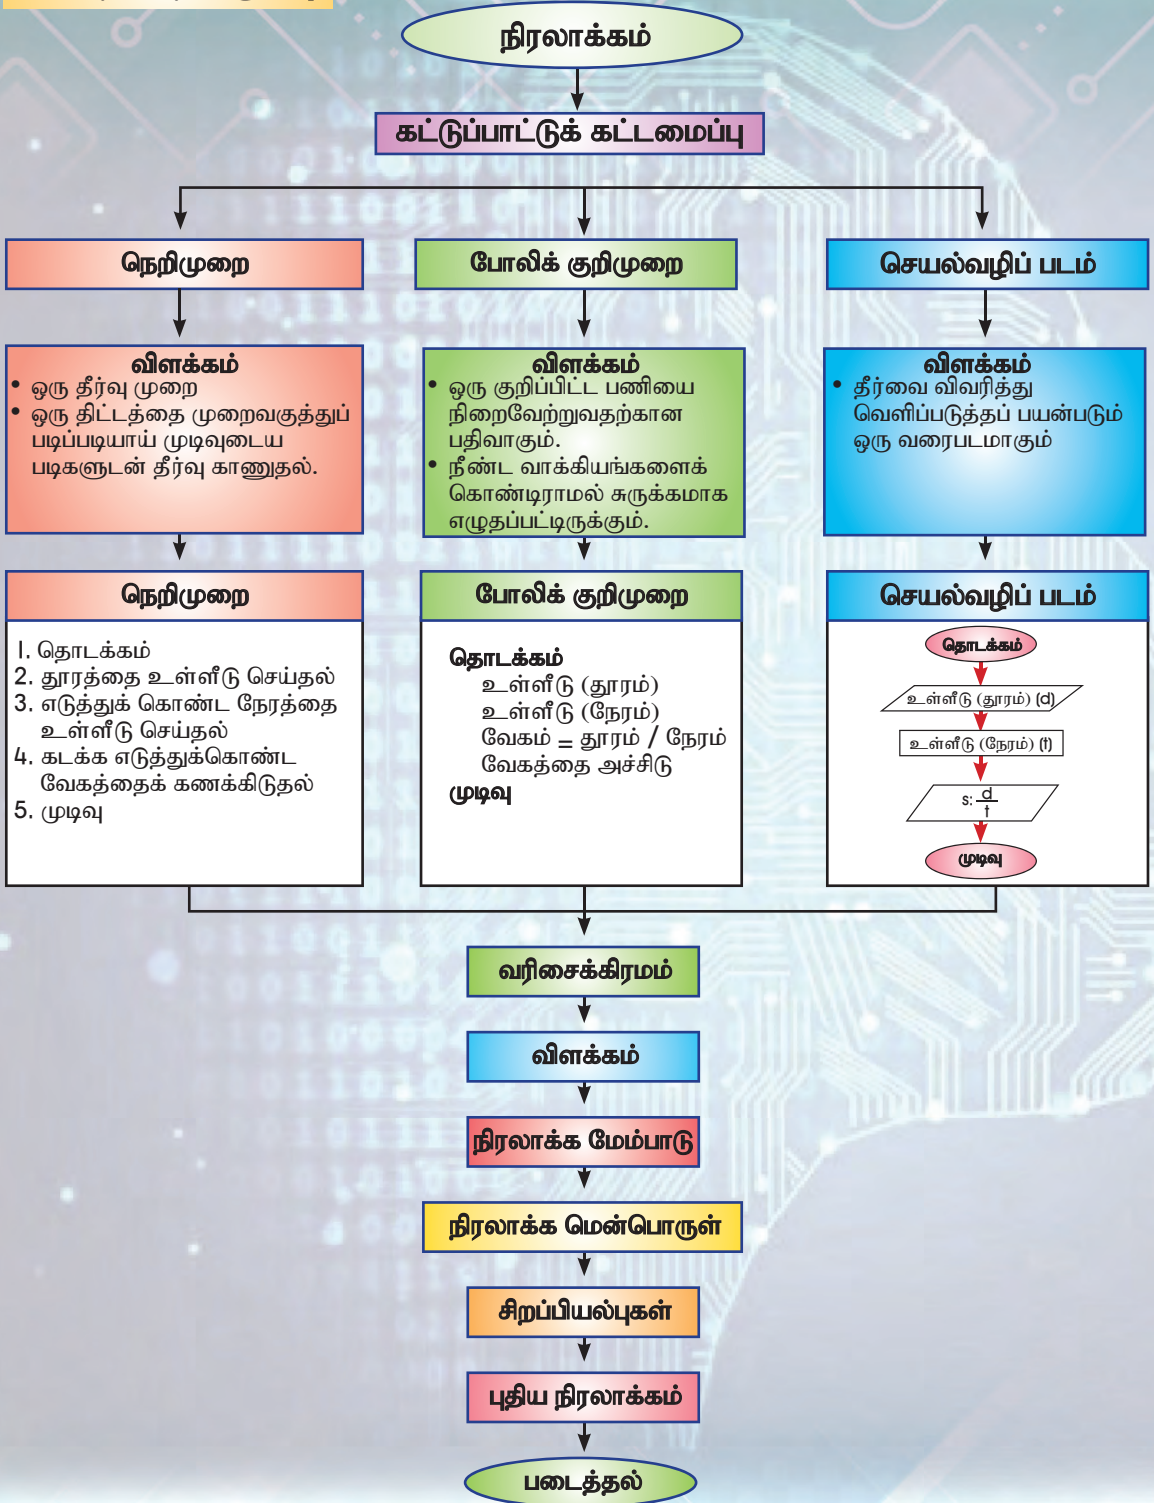 நிரலாக்கம்
கட்டுப்பாட்டுக் கட்டமைப்பு
நெறிமுறை
விளக்கம்
• ஒரு தீர்வு முறை
• ஒரு திட்டத்தை முறைவகுத்துப்
படிப்படியாய் முடிவுடைய
படிகளுடன் தீர்வு காணுதல்.
நெறிமுறை
1. தொடக்கம்
2. தூரத்தை உள்ளீடு செய்தல்
3. எடுத்துக் கொண்ட நேரத்தை
உள்ளீடு செய்தல்
4. கடக்க எடுத்துக்கொண்ட
வேகத்தைக் கணக்கிடுதல்
5. முடிவு
போலிக் குறிமுறை
விளக்கம்
• ஒரு குறிப்பிட்ட பணியை
நிறைவேற்றுவதற்கான
பதிவாகும்.
• நீண்ட வாக்கியங்களைக்
கொண்டிராமல் சுருக்கமாக
எழுதப்பட்டிருக்கும்.
போலிக் குறிமுறை
தொடக்கம்
உள்ளீடு (தூரம்)
உள்ளீடு (நேரம்)
வேகம் = தூரம் / நேரம்
வேகத்தை அச்சிடு
முடிவு
செயல்வழிப் படம்
விளக்கம்
• தீர்வை விவரித்து
வெளிப்படுத்தப் பயன்படும்
ஒரு வரைபடமாகும்
செயல்வழிப் படம்
தொடக்கம்
உள்ளீடு (தூரம்) (d)
உள்ளீடு (நேரம்) (t)
s: d
t
முடிவு
வரிசைக்கிரமம்
விளக்கம்
நிரலாக்க மேம்பாடு
நிரலாக்க மென்பொருள்
சிறப்பியல்புகள்
புதிய நிரலாக்கம்
படைத்தல்